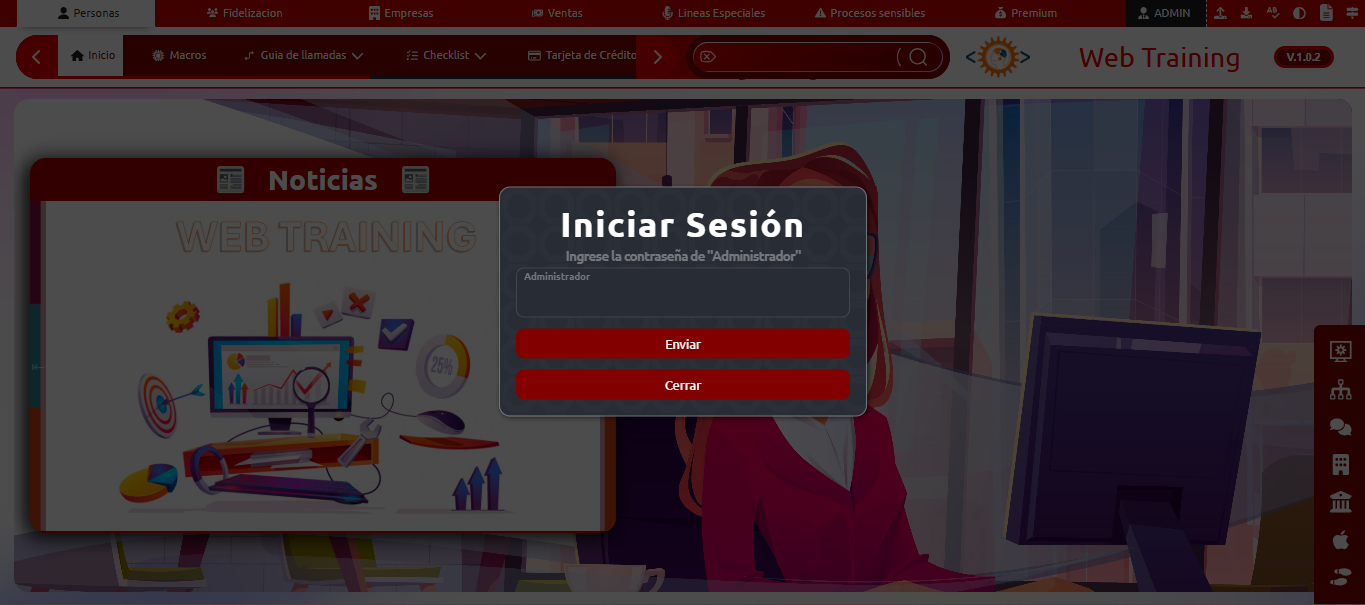 Personas
Fidelizacion
Empresas
Ventas
Lineas Especiales
Procesos sensibles
Premium
ADMIN
Inicio
Macros
Guia de llamadas
Checklist
Tarjeta de Crédito
Web Training
V.1.0.2
Noticias
WEB TRAINING
25%
Iniciar Sesión
Ingrese la contraseña de "Administrador"
Administrador
Enviar
Cerrar